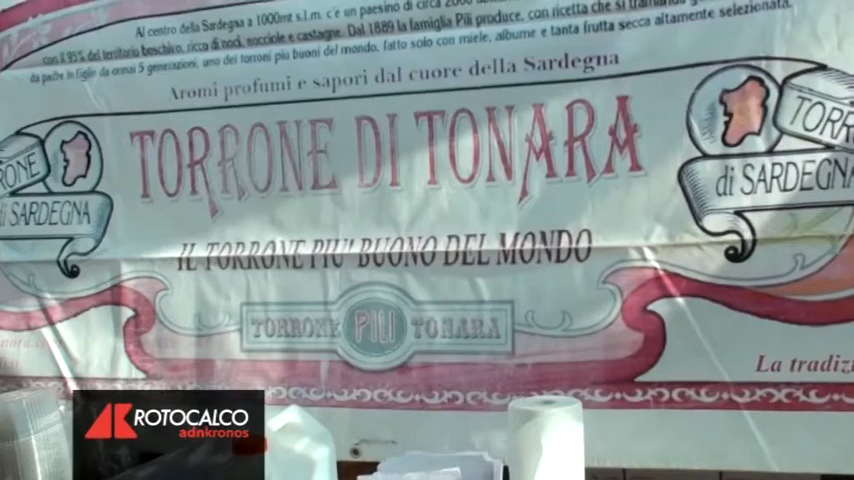 Al centro della Sardegna a 1000mt s.l.m. c'è un paesino di circa 2000
con il 95% del territorio boschivo, ricco di noci, nocciole e castagne. Dal 1889 la famiglia Pili produce, con ricetta che si tramanda
da padre in figlio da ormai 5 generazioni, uno dei torroni più buoni del mondo, fatto solo con miele, albume e tanta frutta secca altamente selezionata.
Aromi profumi e sapori dal cuore della Sardegna
TORRONE DI TONARA
RONE
di SARDEGNA
TORR
di SARDEGNA
IL TORRONE PIU' BUONO DEL MONDO
TORRONE PILI TONARA
La tradiz
ROTOCALCO
adnkronos